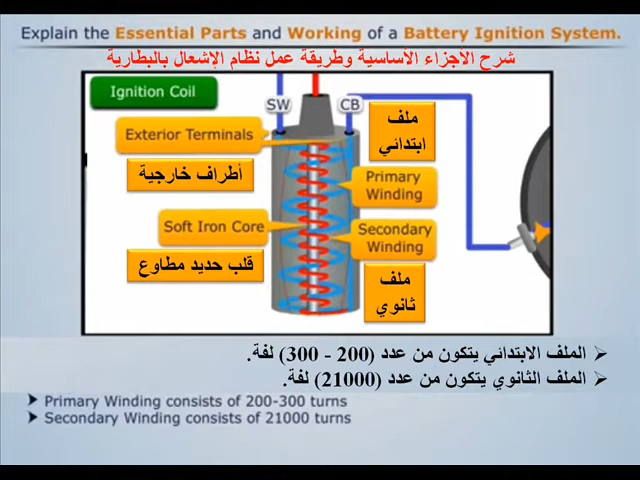 Explain the Essential Parts and Working of a Battery Ignition System.
شرح الأجزاء الأساسية وطريقة عمل نظام الإشعال بالبطارية
Ignition Coil
SW
CB
ملف
ابتدائي
Exterior Terminals
أطراف خارجية
Primary
Winding
Soft Iron Core
Secondary
Winding
قلب حديد مطاوع
ملف
ثانوي
➢ الملف الابتدائي يتكون من عدد (200 - 300) لفة.
➢ الملف الثانوي يتكون من عدد (21000) لفة.
➤ Primary Winding consists of 200-300 turns
➤ Secondary Winding consists of 21000 turns